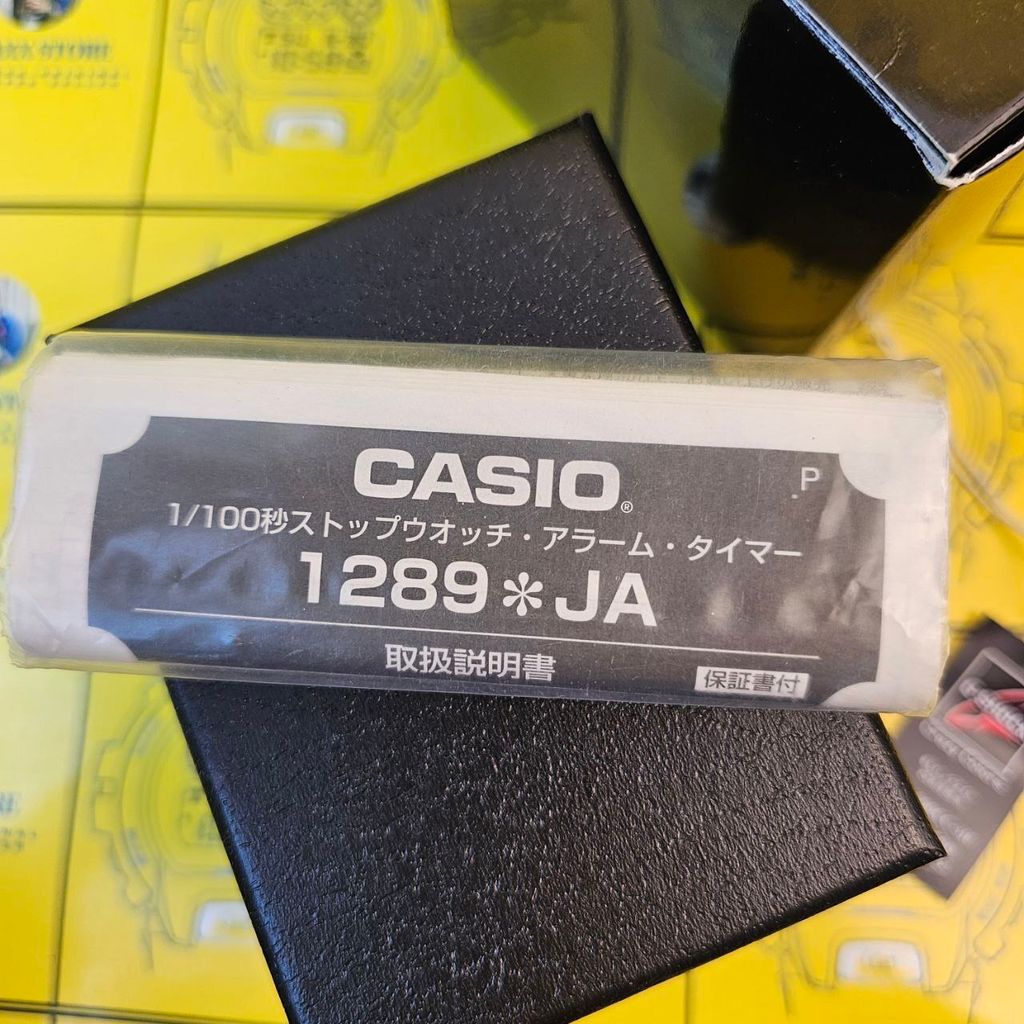 CASIO®
P
1/100秒ストップウオッチ・アラーム・タイマー
1289＊JA
取扱説明書
保証書付